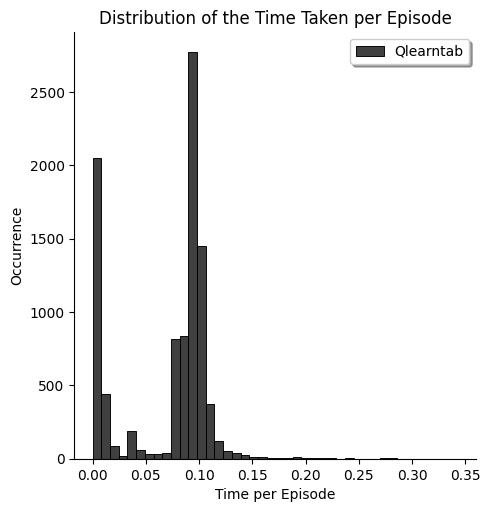 Distribution of the Time Taken per Episode
Qlearntab
2500
2000
1500
1000
500
0
Occurrence
0.00 0.05 0.10 0.15 0.20 0.25 0.30 0.35
Time per Episode